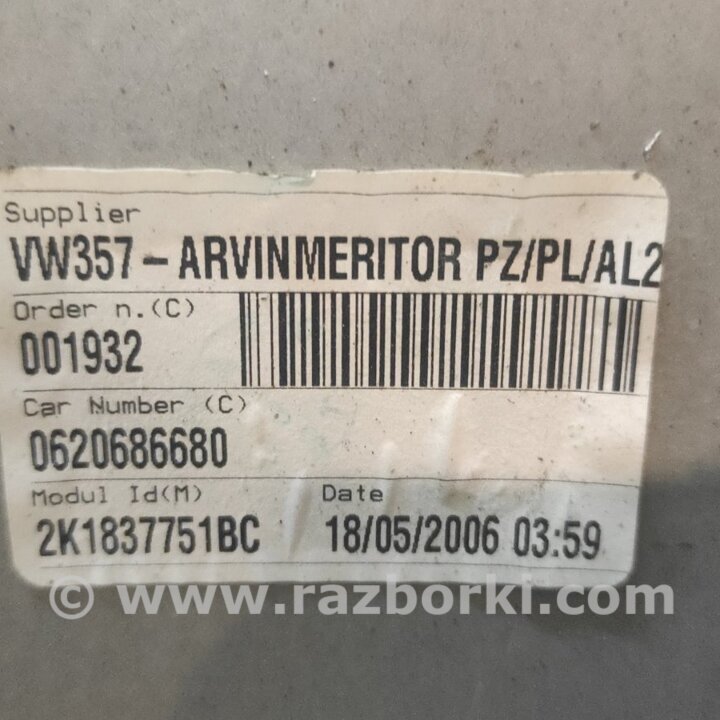 Supplier
VW357-ARVINMERITOR PZ/PL/AL2
Order n.(C)
001932
Car Number (C)
0620686680
Modul Id(M) Date
2K1837751BC 18/05/2006 03:59
© www.razborki.com